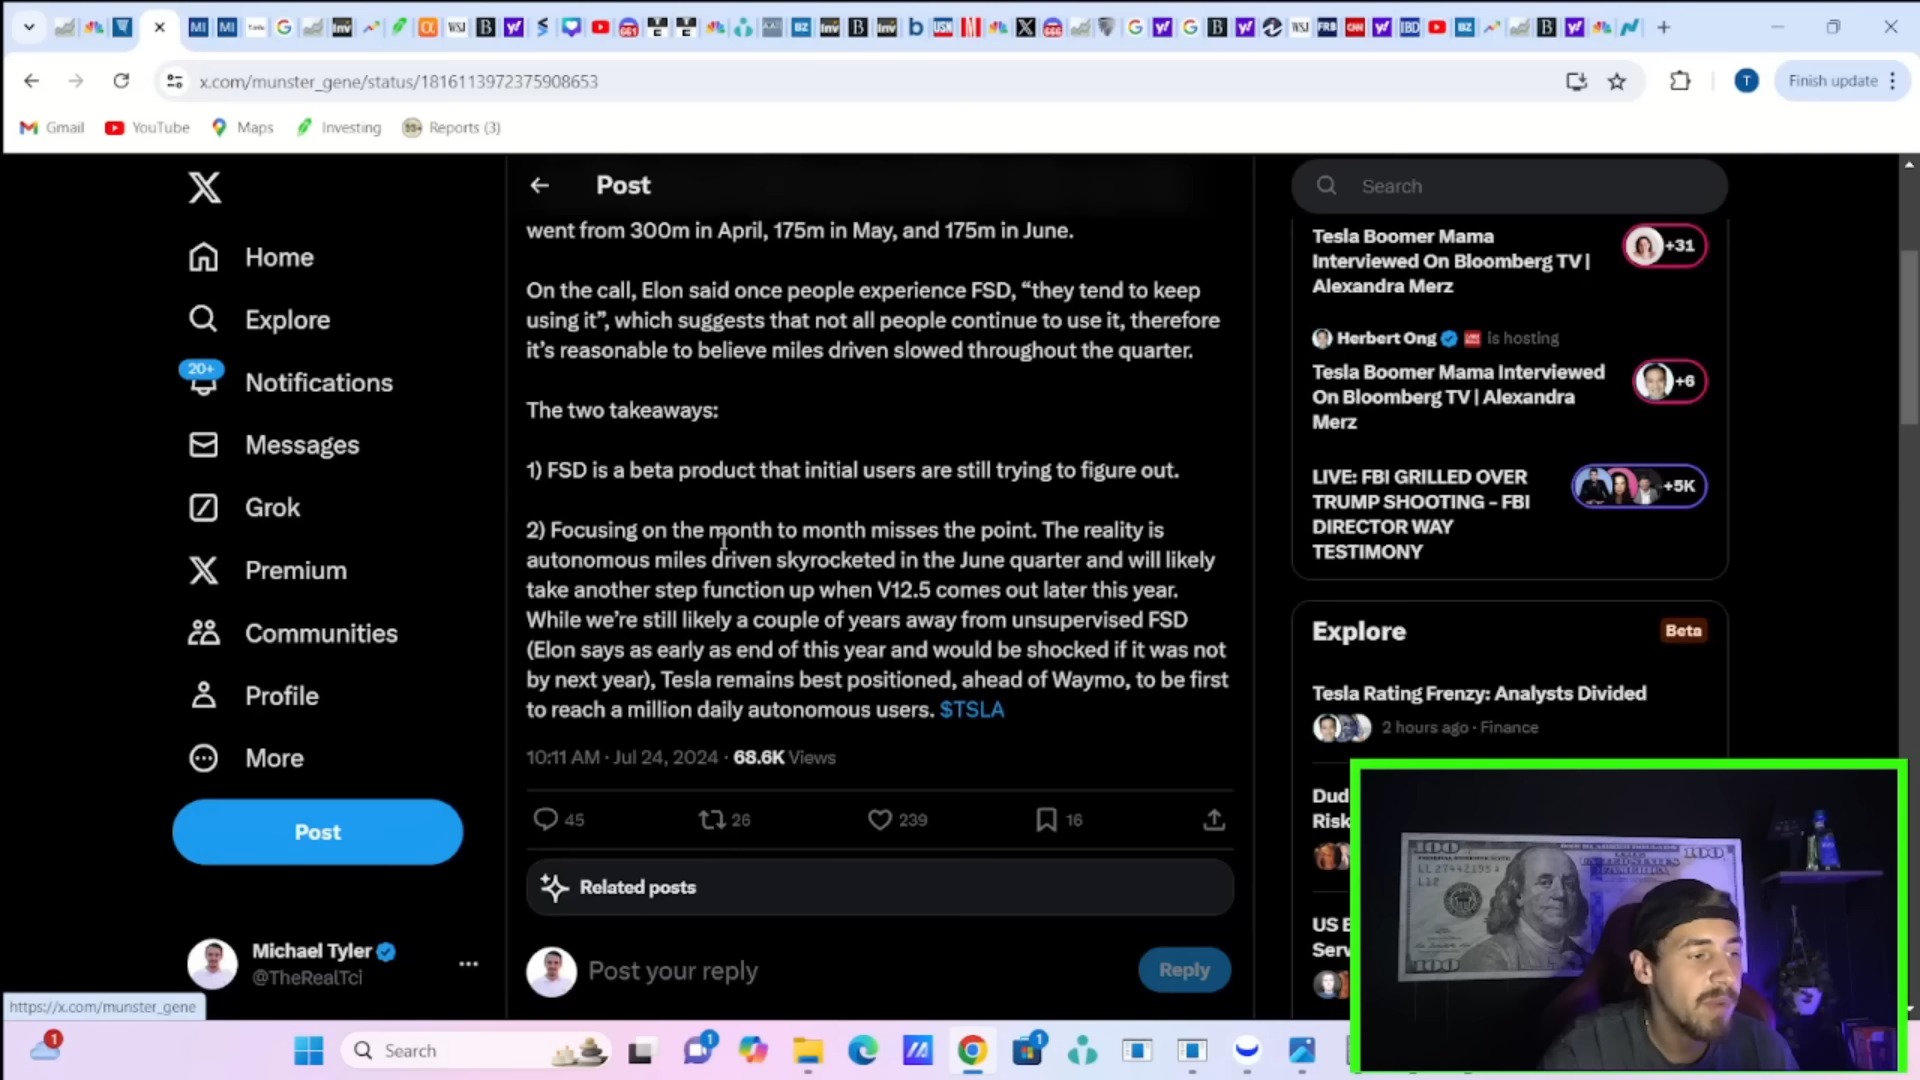 x.com/munster_gene/status/1816113972375908653
Finish update
T
Gmail
YouTube
Maps
Investing
Reports (3)
Post
Search
went from 300m in April, 175m in May, and 175m in June.
On the call, Elon said once people experience FSD, “they tend to keep
using it”, which suggests that not all people continue to use it, therefore
it’s reasonable to believe miles driven slowed throughout the quarter.
The two takeaways:
1) FSD is a beta product that initial users are still trying to figure out.
2) Focusing on the month to month misses the point. The reality is
autonomous miles driven skyrocketed in the June quarter and will likely
take another step function up when V12.5 comes out later this year.
While we’re still likely a couple of years away from unsupervised FSD
(Elon says as early as end of this year and would be shocked if it was not
by next year), Tesla remains best positioned, ahead of Waymo, to be first
to reach a million daily autonomous users. $TSLA
10:11 AM · Jul 24, 2024 · 68.6K Views
45
26
239
16
Related posts
Post your reply
Reply
Home
Explore
20+
Notifications
Messages
Grok
Premium
Communities
Profile
More
Post
Michael Tyler
@TheRealTci
https://x.com/munster_gene
Tesla Boomer Mama
Interviewed On Bloomberg TV |
Alexandra Merz
+31
Herbert Ong is hosting
Tesla Boomer Mama Interviewed
On Bloomberg TV | Alexandra
Merz
+6
LIVE: FBI GRILLED OVER
TRUMP SHOOTING – FBI
DIRECTOR WAY
TESTIMONY
+5K
Explore
Beta
Tesla Rating Frenzy: Analysts Divided
2 hours ago · Finance
Dud
Risk
US E
Serv
100
100
100
1
Search
1
1